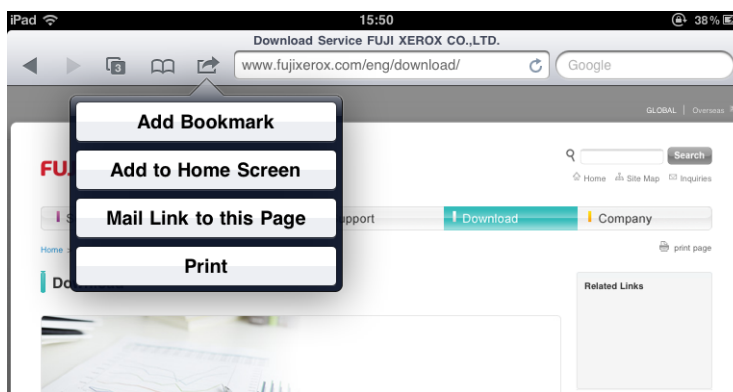 iPad 15:50 38%
Download Service FUJI XEROX CO.,LTD.
3 www.fujixerox.com/eng/download/ Google
GLOBAL | Overseas
Add Bookmark
FUJ Search
Add to Home Screen
Home Site Map Inquiries
Mail Link to this Page
S upport Download Company
Home print page
Print
Do
Related Links